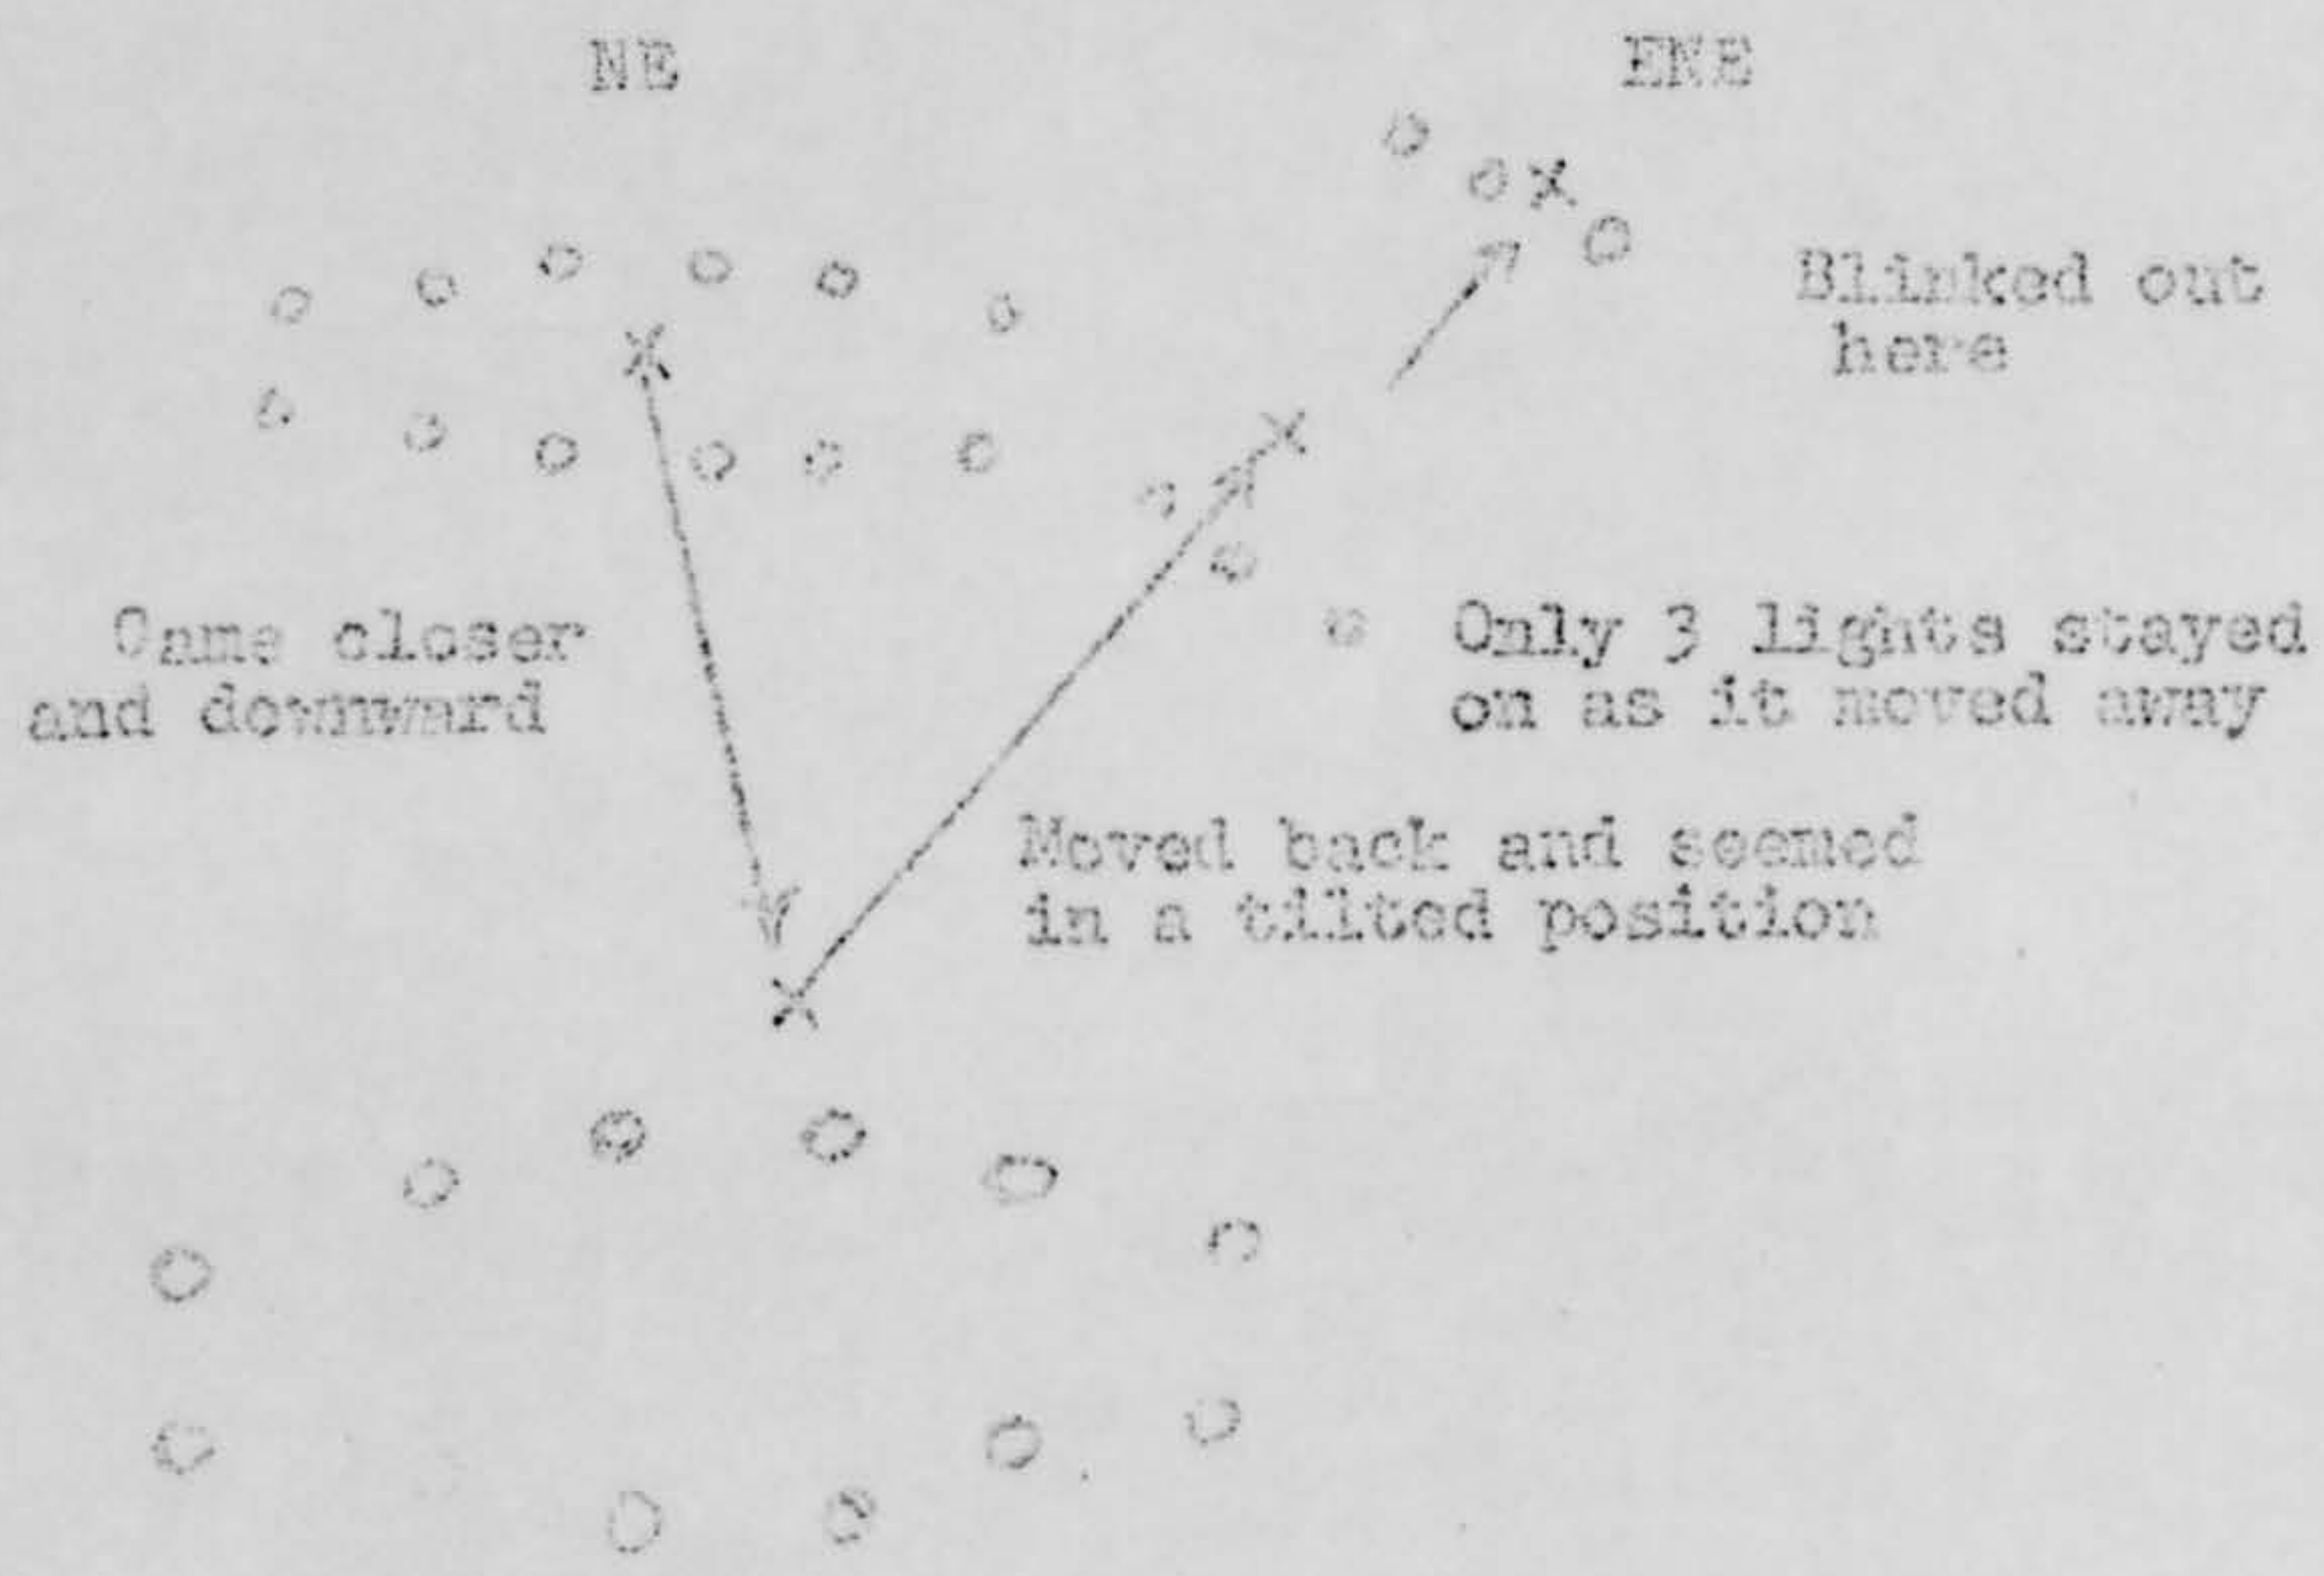 NE
ENE
Blinked out
here
Came closer
and downward
Only 3 lights stayed
on as it moved away
Moved back and seemed
in a tilted position